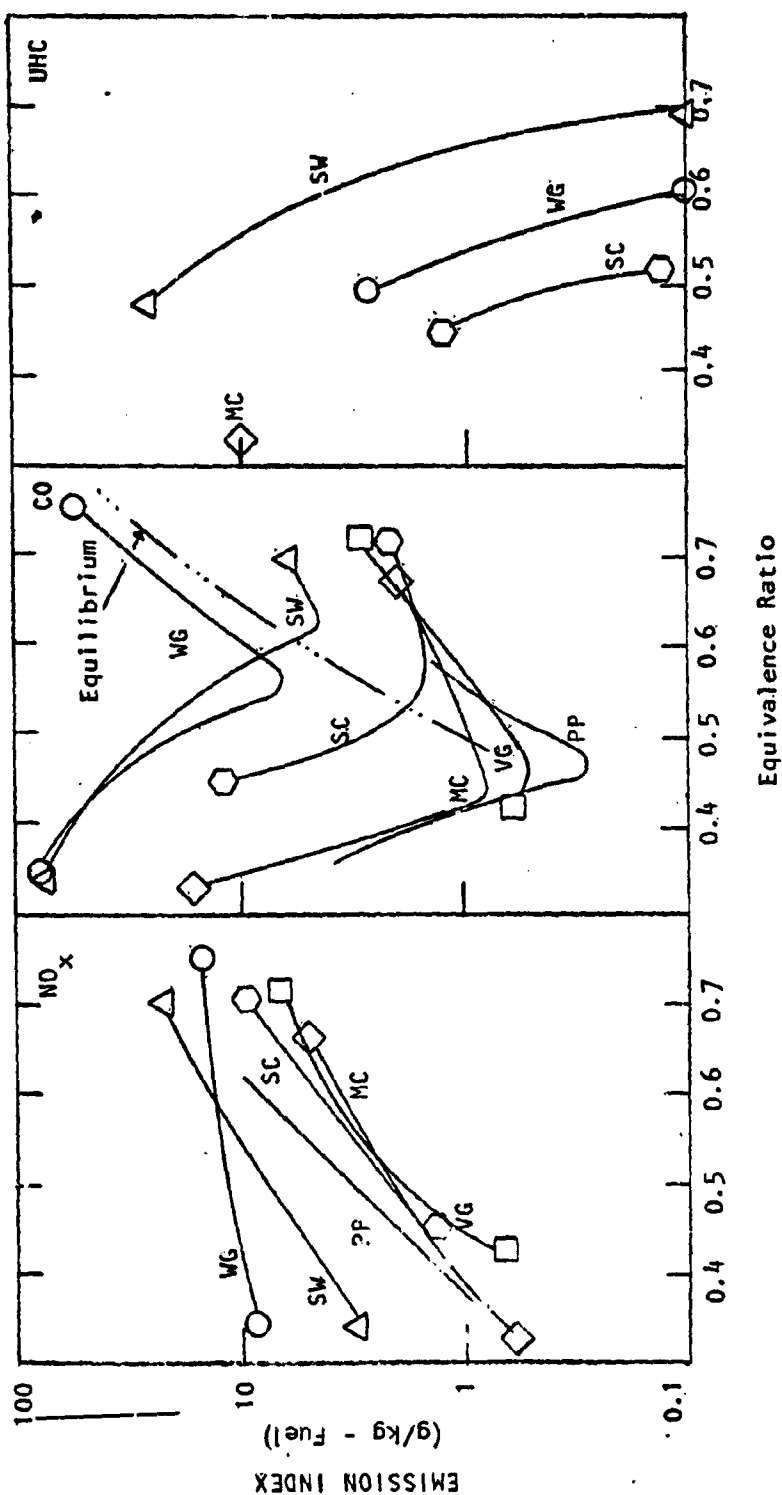 EMISSION INDEX
(g/kg - Fuel)
100
10
1
0.1
NOx
WG
SW
PP
SC
MC
VG
0.4
0.5
0.6
0.7
CO
Equilibrium
WG
SW
SC
MC
VG
PP
0.4
0.5
0.6
0.7
UHC
MC
SW
WG
SC
0.4
0.5
0.6
0.7
Equivalence Ratio